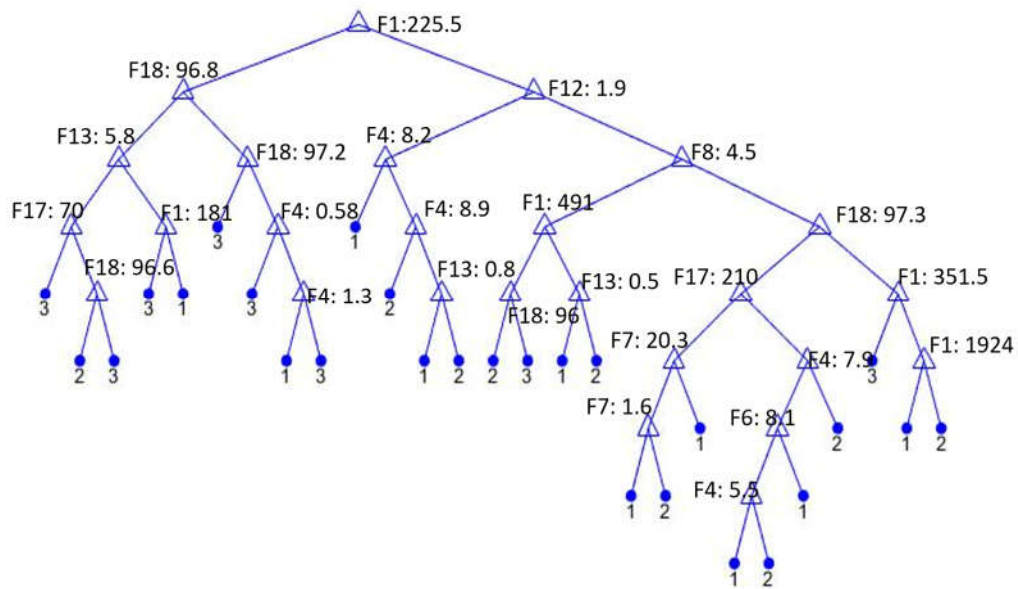 F1:225.5
F18: 96.8
F12: 1.9
F13: 5.8
F18: 97.2
F4: 8.2
F8: 4.5
F17: 70
F1: 181
3
F4: 0.58
1
F4: 8.9
F1: 491
F18: 97.3
3
F18: 96.6
3
1
3
F4: 1.3
2
F13: 0.8
F18: 96
F13: 0.5
F17: 210
F1: 351.5
2
3
1
3
1
2
2
3
1
2
F7: 20.3
F4: 7.9
3
F1: 1924
F7: 1.6
1
F6: 8.1
2
1
2
1
2
F4: 5.5
1
1
2